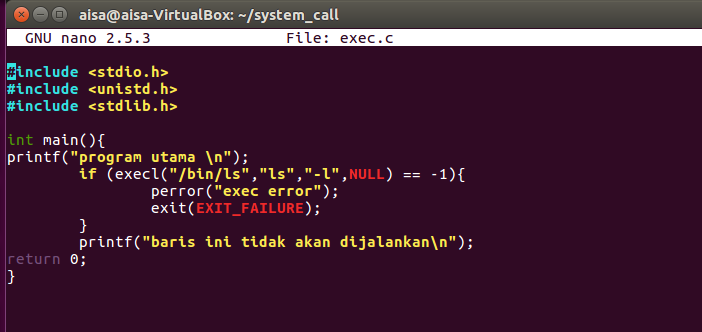 aisa@aisa-VirtualBox: ~/system_call
GNU nano 2.5.3 File: exec.c
#include <stdio.h>
#include <unistd.h>
#include <stdlib.h>
int main(){
printf("program utama \n");
if (execl("/bin/ls","ls","-l",NULL) == -1){
perror("exec error");
exit(EXIT_FAILURE);
}
printf("baris ini tidak akan dijalankan\n");
return 0;
}